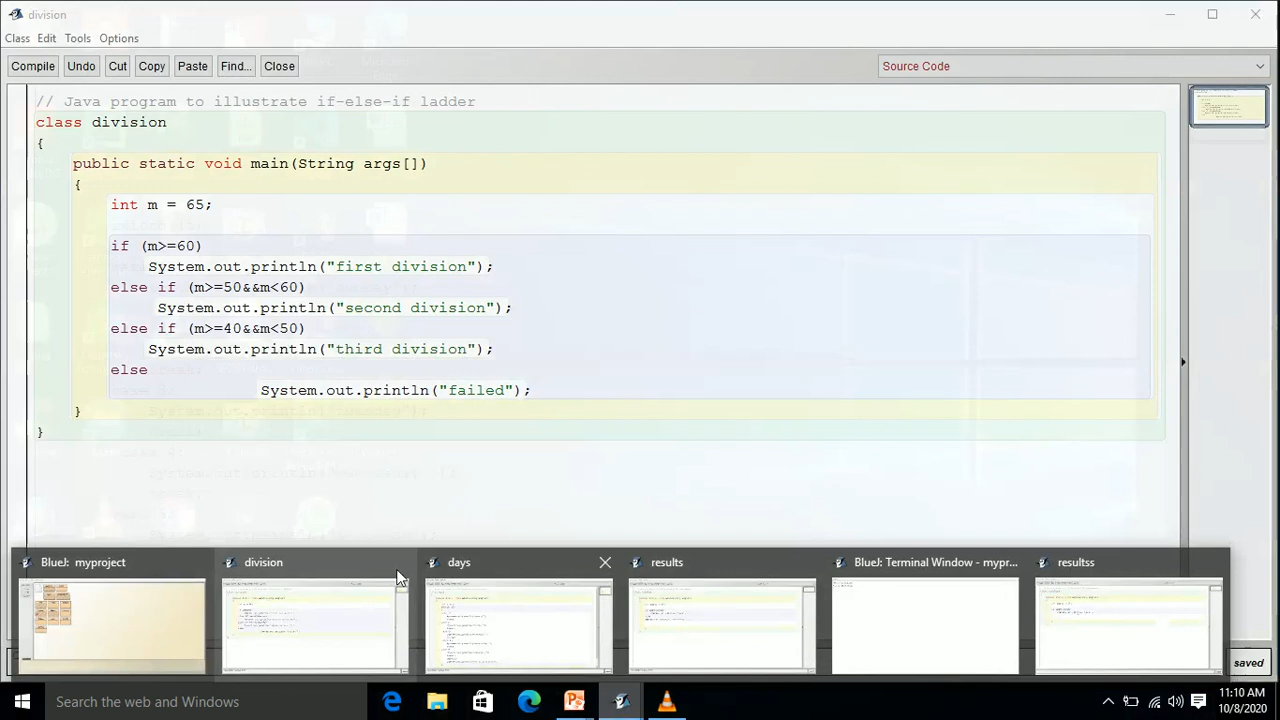 division
Class Edit Tools Options
Compile Undo Cut Copy Paste Find... Close Source Code
// Java program to illustrate if-else-if ladder
class division
{
public static void main(String args[])
{
int m = 65;
if (m>=60)
System.out.println("first division");
else if (m>=50&&m<60)
System.out.println("second division");
else if (m>=40&&m<50)
System.out.println("third division");
else
System.out.println("failed");
}
}
BlueJ: myproject division days results BlueJ: Terminal Window - mypr... resultss
saved
Search the web and Windows
11:10 AM
10/8/2020